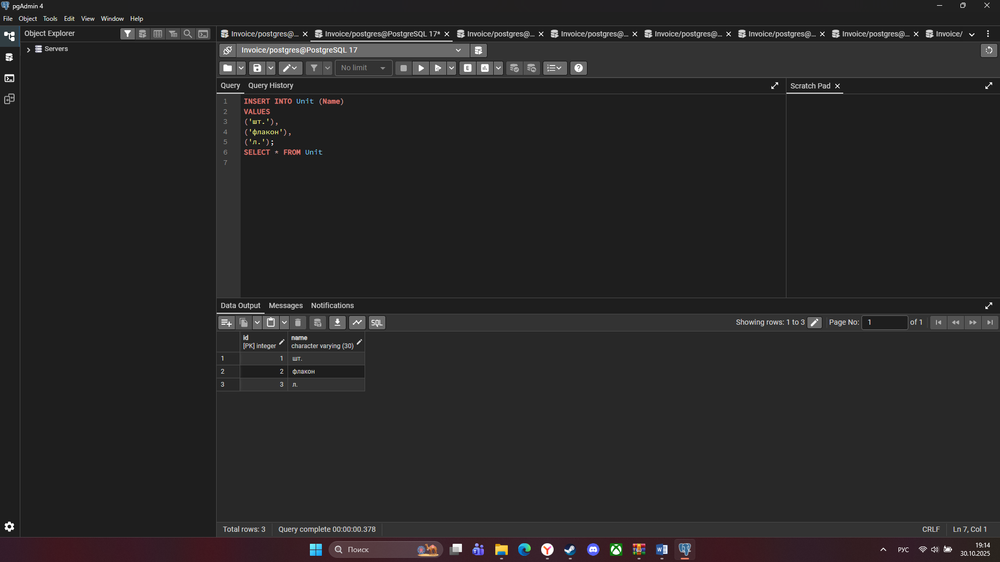 pgAdmin 4
File Object Tools Edit View Window Help
Object Explorer
Servers
Invoice/postgres@...
Invoice/postgres@PostgreSQL 17*
Invoice/postgres@...
Invoice/postgres@...
Invoice/postgres@...
Invoice/postgres@...
Invoice/postgres@...
Invoice/
Invoice/postgres@PostgreSQL 17
No limit
E
Query Query History
Scratch Pad
1 INSERT INTO Unit (Name)
2 VALUES
3 ('шт.'),
4 ('флакон'),
5 ('л.');
6 SELECT * FROM Unit
7
Data Output Messages Notifications
SQL
Showing rows: 1 to 3
Page No: 1 of 1
id
[PK] integer
name
character varying (30)
1 1 шт.
2 2 флакон
3 3 л.
Total rows: 3
Query complete 00:00:00.378
CRLF
Ln 7, Col 1
Поиск
РУС
19:14
30.10.2025